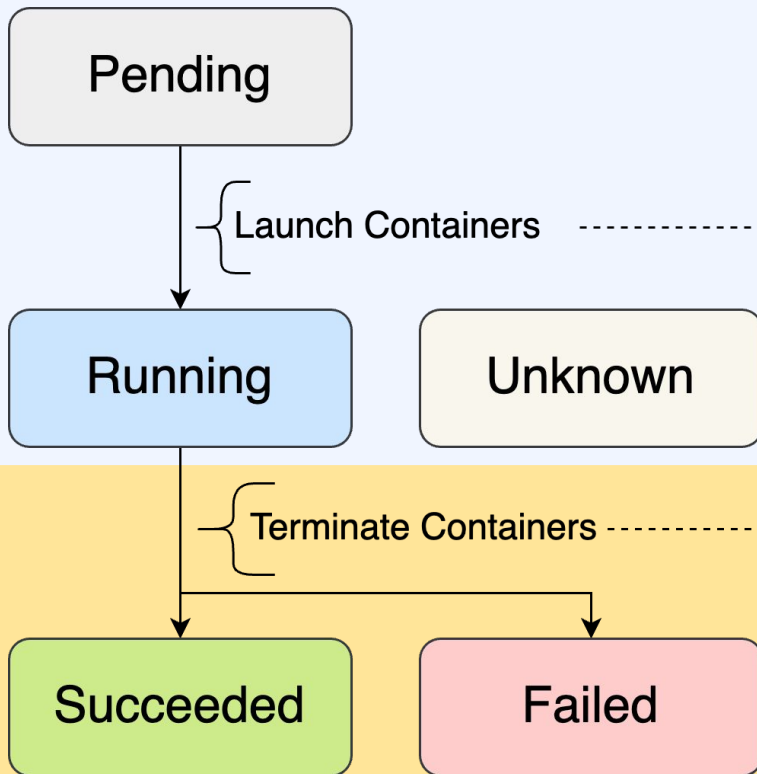 Pending
Launch Containers
Running
Unknown
Terminate Containers
Succeeded
Failed